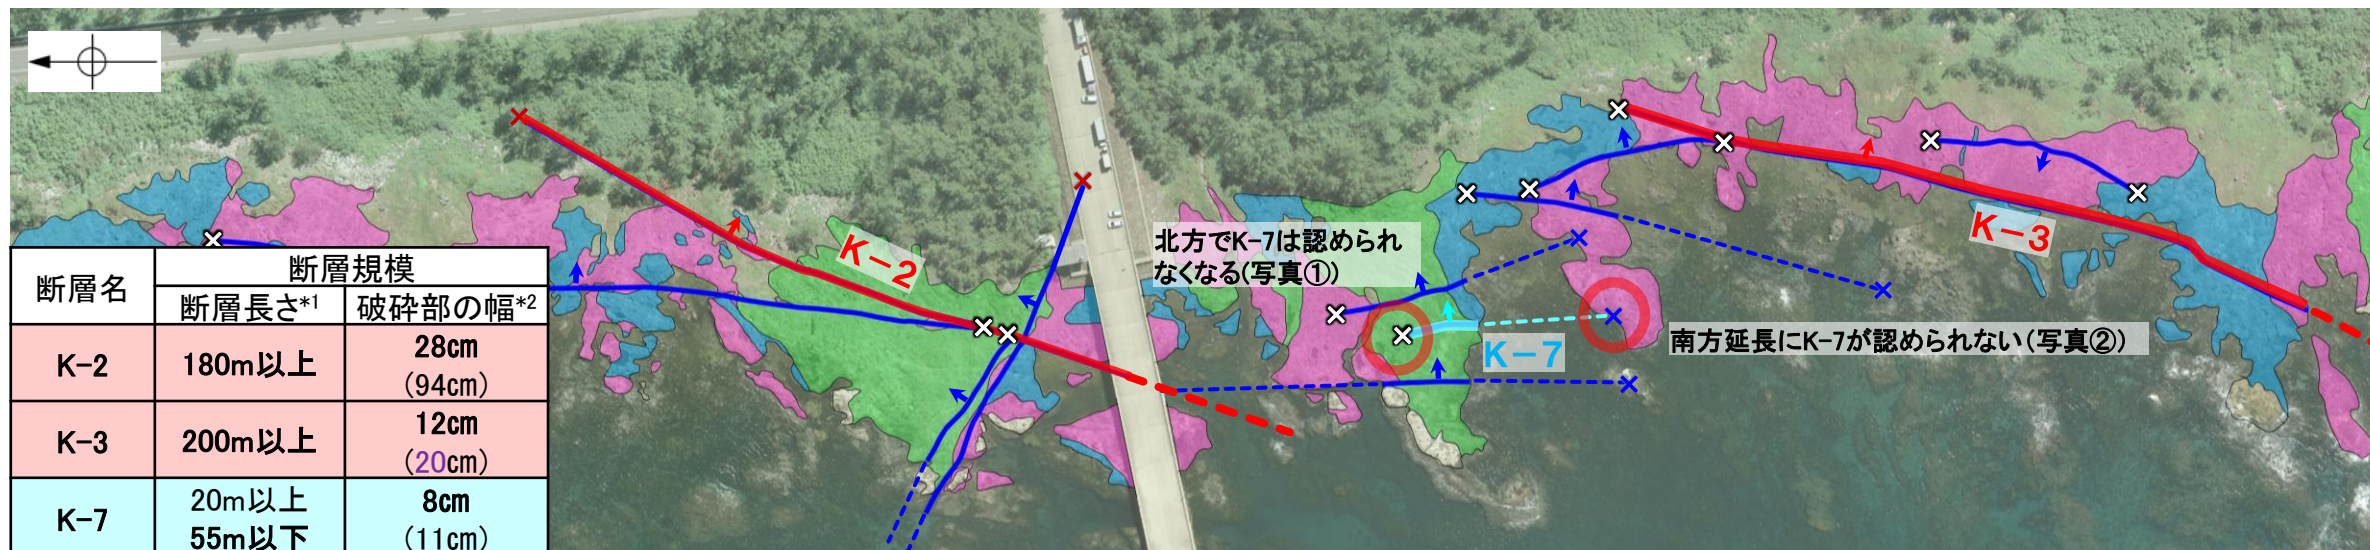 K-2
北方でK-7は認められ
なくなる(写真①)
K-3
K-7
南方延長にK-7が認められない(写真②)
断層名 断層規模
断層長さ*1 破砕部の幅*2
K-2 180m以上 28cm
(94cm)
K-3 200m以上 12cm
(20cm)
K-7 20m以上 8cm
55m以下 (11cm)